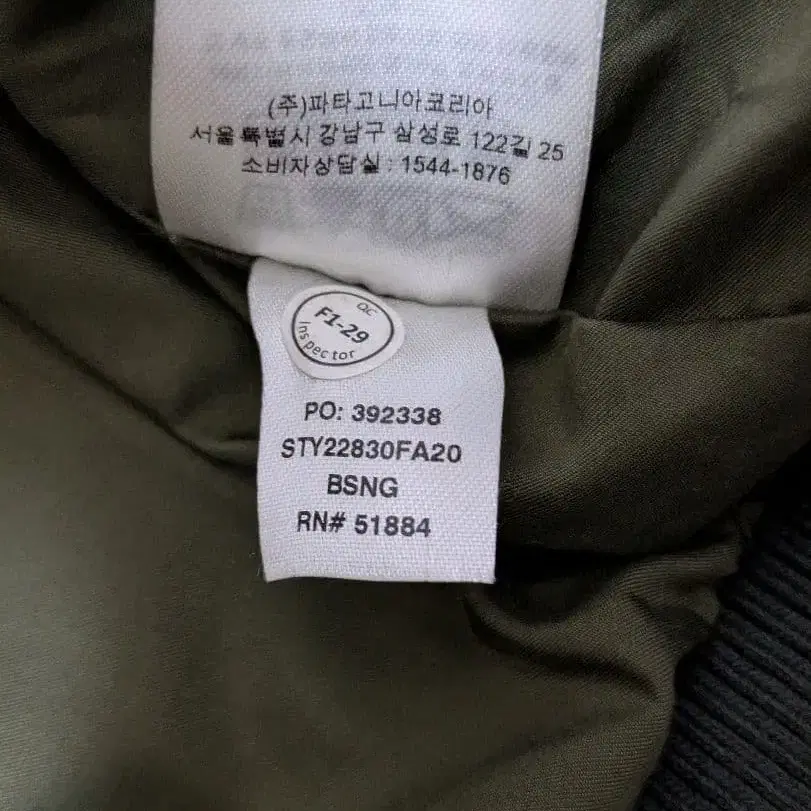 (주)파타고니아코리아
서울특별시 강남구 삼성로 122길 25
소비자상담실 : 1544-1876
QC
F1-29
Inspector
PO: 392338
STY22830FA20
BSNG
RN# 51884